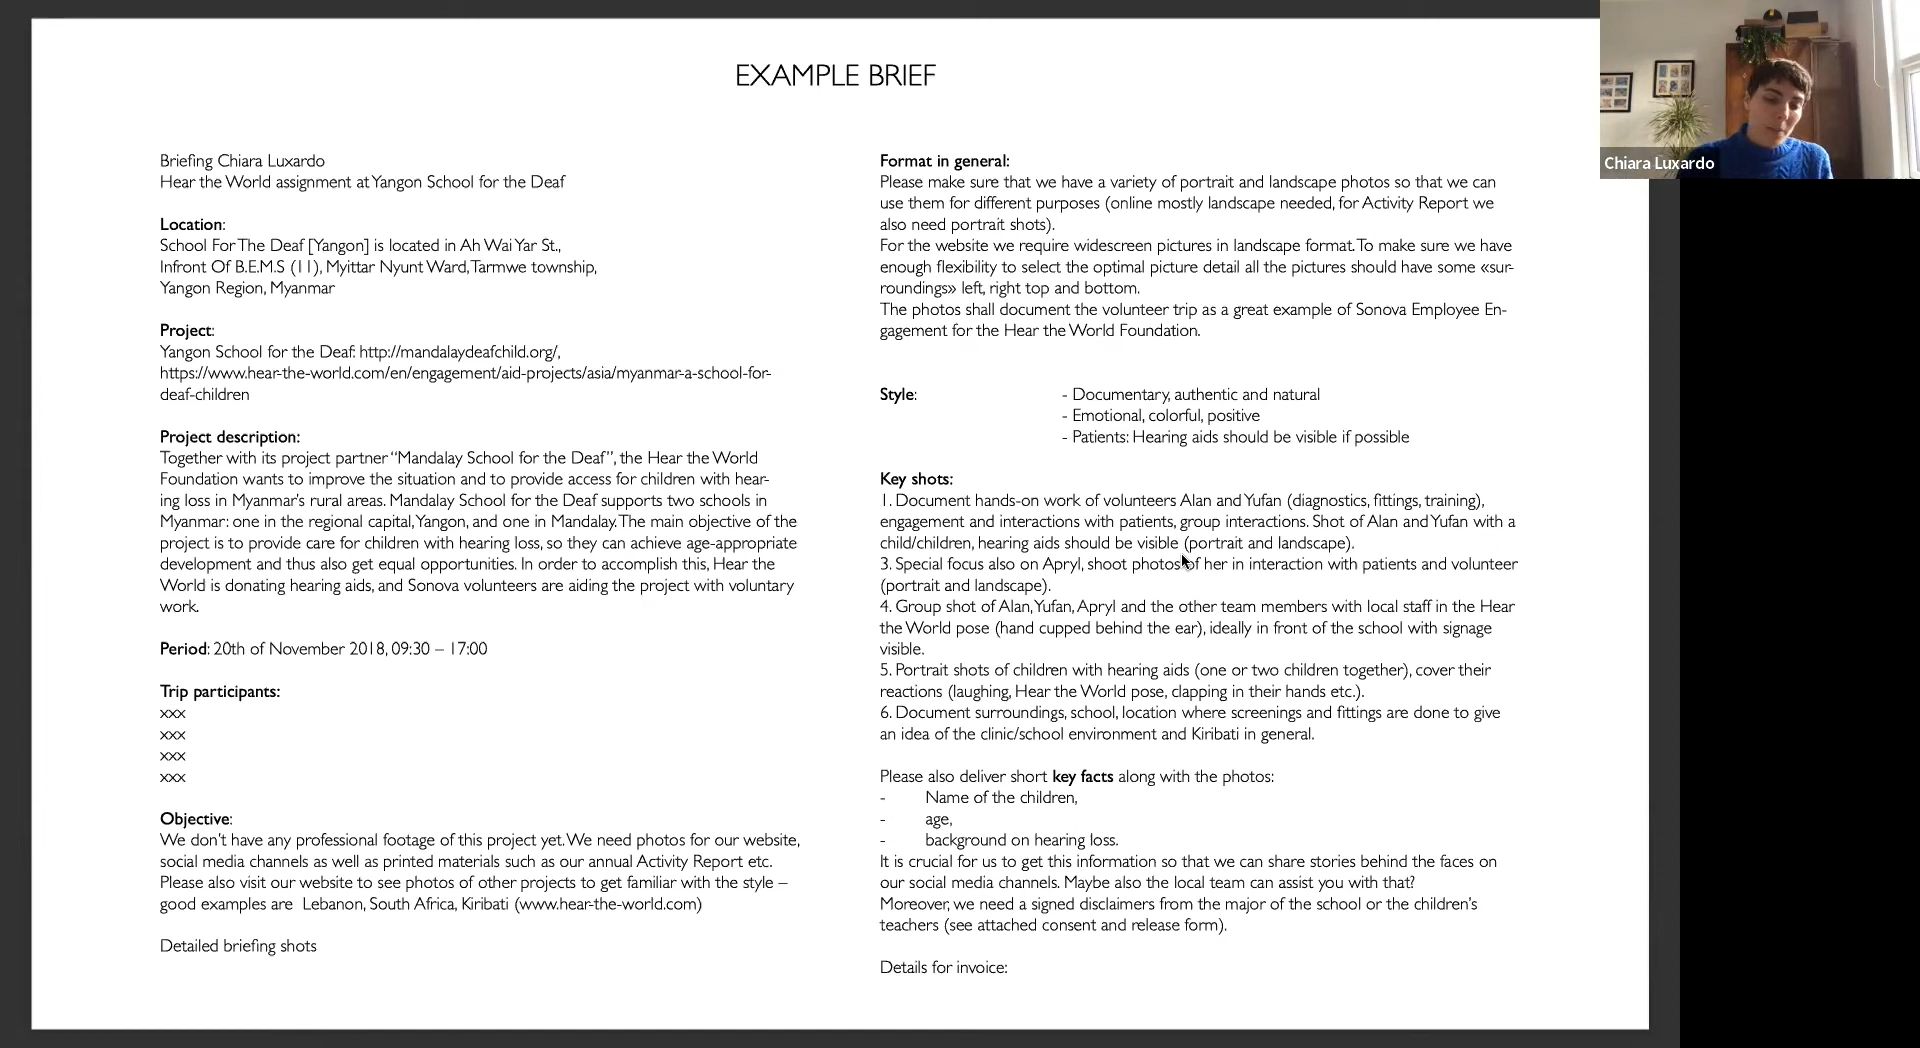 EXAMPLE BRIEF
Briefing Chiara Luxardo
Hear the World assignment at Yangon School for the Deaf
Location:
School For The Deaf [Yangon] is located in Ah Wai Yar St.,
Infront Of B.E.M.S (11), Myittar Nyunt Ward, Tarmwe township,
Yangon Region, Myanmar
Project:
Yangon School for the Deaf: http://mandalaydeafchild.org/,
https://www.hear-the-world.com/en/engagement/aid-projects/asia/myanmar-a-school-for-
deaf-children
Project description:
Together with its project partner “Mandalay School for the Deaf”, the Hear the World
Foundation wants to improve the situation and to provide access for children with hear-
ing loss in Myanmar’s rural areas. Mandalay School for the Deaf supports two schools in
Myanmar: one in the regional capital, Yangon, and one in Mandalay. The main objective of the
project is to provide care for children with hearing loss, so they can achieve age-appropriate
development and thus also get equal opportunities. In order to accomplish this, Hear the
World is donating hearing aids, and Sonova volunteers are aiding the project with voluntary
work.
Period: 20th of November 2018, 09:30 – 17:00
Trip participants:
xxx
xxx
xxx
xxx
Objective:
We don’t have any professional footage of this project yet. We need photos for our website,
social media channels as well as printed materials such as our annual Activity Report etc.
Please also visit our website to see photos of other projects to get familiar with the style –
good examples are Lebanon, South Africa, Kiribati (www.hear-the-world.com)
Detailed briefing shots
Format in general:
Please make sure that we have a variety of portrait and landscape photos so that we can
use them for different purposes (online mostly landscape needed, for Activity Report we
also need portrait shots).
For the website we require widescreen pictures in landscape format. To make sure we have
enough flexibility to select the optimal picture detail all the pictures should have some «sur-
roundings» left, right top and bottom.
The photos shall document the volunteer trip as a great example of Sonova Employee En-
gagement for the Hear the World Foundation.
Style: - Documentary, authentic and natural
- Emotional, colorful, positive
- Patients: Hearing aids should be visible if possible
Key shots:
1. Document hands-on work of volunteers Alan and Yufan (diagnostics, fittings, training),
engagement and interactions with patients, group interactions. Shot of Alan and Yufan with a
child/children, hearing aids should be visible (portrait and landscape).
3. Special focus also on Apryl, shoot photos of her in interaction with patients and volunteer
(portrait and landscape).
4. Group shot of Alan, Yufan, Apryl and the other team members with local staff in the Hear
the World pose (hand cupped behind the ear), ideally in front of the school with signage
visible.
5. Portrait shots of children with hearing aids (one or two children together), cover their
reactions (laughing, Hear the World pose, clapping in their hands etc.).
6. Document surroundings, school, location where screenings and fittings are done to give
an idea of the clinic/school environment and Kiribati in general.
Please also deliver short key facts along with the photos:
- Name of the children,
- age,
- background on hearing loss.
It is crucial for us to get this information so that we can share stories behind the faces on
our social media channels. Maybe also the local team can assist you with that?
Moreover, we need a signed disclaimers from the major of the school or the children’s
teachers (see attached consent and release form).
Details for invoice:
Chiara Luxardo